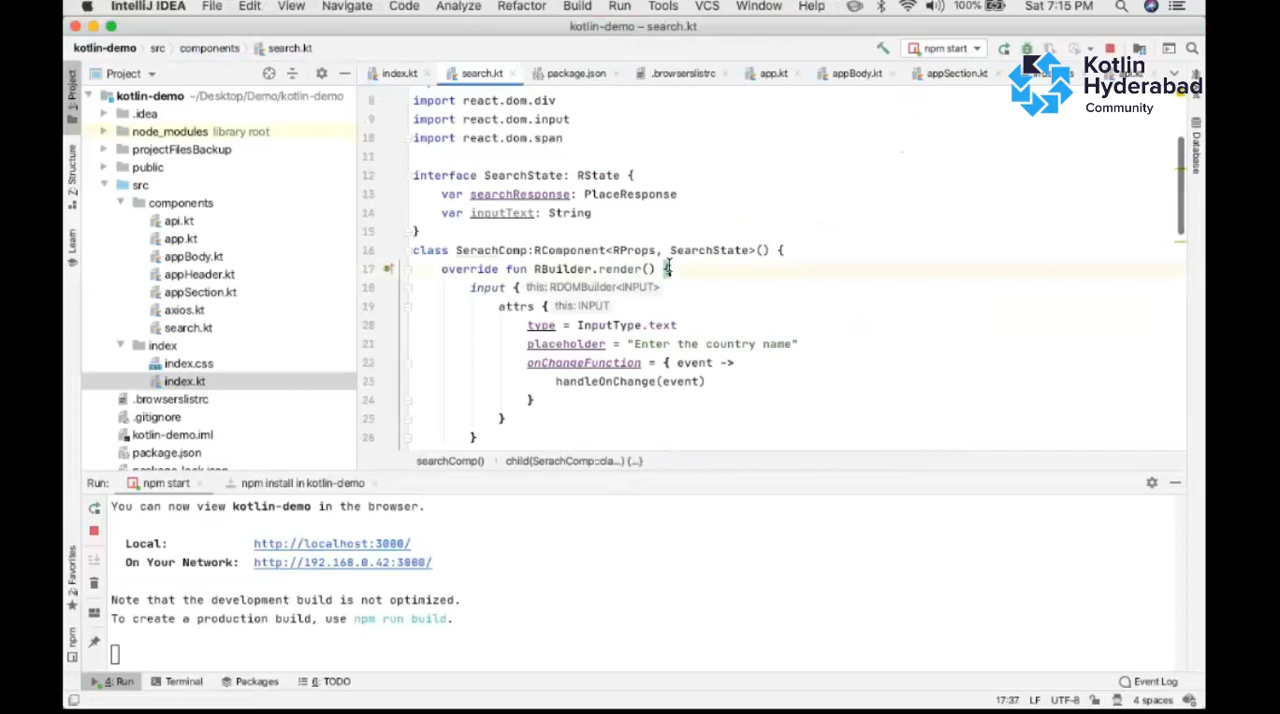 IntelliJ IDEA File Edit View Navigate Code Analyze Refactor Build Run Tools VCS Window Help 100% Sat 7:15 PM
kotlin-demo – search.kt
kotlin-demo src components search.kt npm start
Project index.kt search.kt package.json .browserslistrc app.kt appBody.kt appSection.kt
Kotlin
Hyderabad
Community
1: Project
Z: Structure
Learn
2: Favorites
npm
Database
kotlin-demo ~/Desktop/Demo/kotlin-demo
.idea
node_modules library root
projectFilesBackup
public
src
components
api.kt
app.kt
appBody.kt
appHeader.kt
appSection.kt
axios.kt
search.kt
index
index.css
index.kt
.browserslistrc
.gitignore
kotlin-demo.iml
package.json
8 import react.dom.div
9 import react.dom.input
10 import react.dom.span
11
12 interface SearchState: RState {
13 var searchResponse: PlaceResponse
14 var inputText: String
15 }
16 class SerachComp:RComponent<RProps, SearchState>() {
17 override fun RBuilder.render() {
18 input { this: RDOMBuilder<INPUT>
19 attrs { this: INPUT
20 type = InputType.text
21 placeholder = "Enter the country name"
22 onChangeFunction = { event ->
23 handleOnChange(event)
24 }
25 }
26 }
searchComp() child(SerachComp::cla...) {...}
Run: npm start npm install in kotlin-demo
You can now view kotlin-demo in the browser.
Local: http://localhost:3000/
On Your Network: http://192.168.0.42:3000/
Note that the development build is not optimized.
To create a production build, use npm run build.
4: Run Terminal Packages 6: TODO Event Log
17:37 LF UTF-8 4 spaces